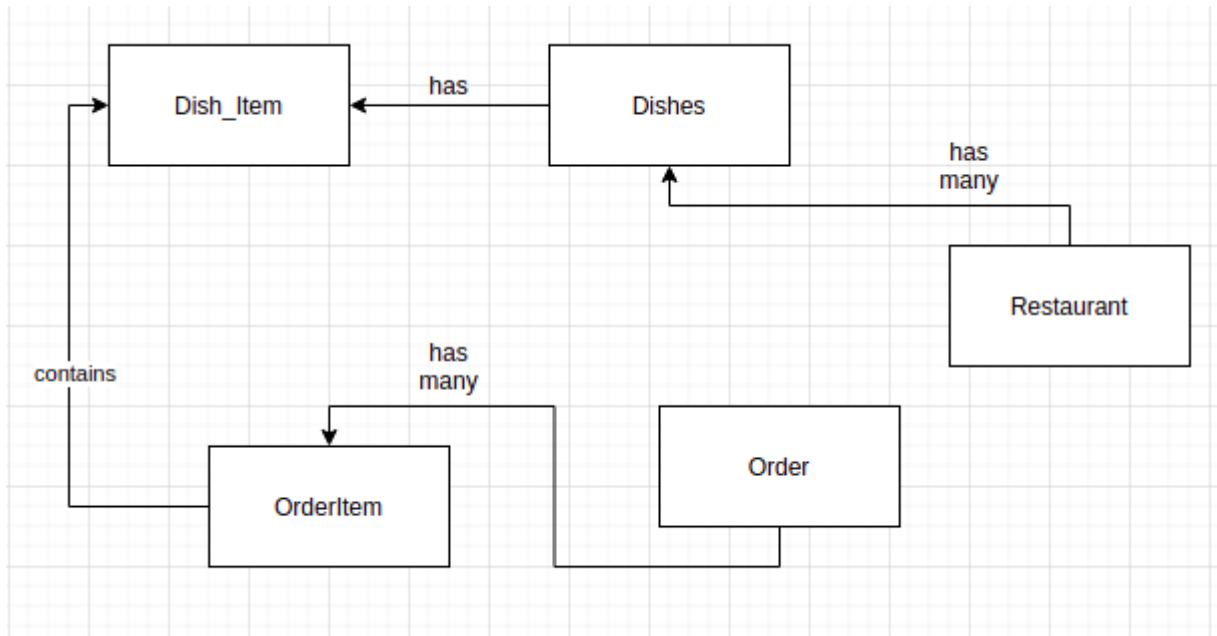 Dish_Item
has
Dishes
has
many
Restaurant
contains
has
many
OrderItem
Order